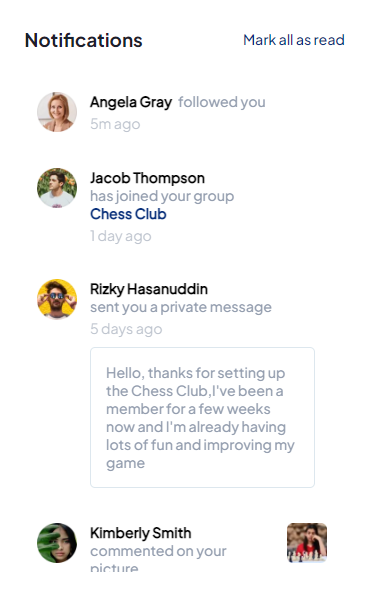 Notifications Mark all as read
Angela Gray followed you
5m ago
Jacob Thompson
has joined your group
Chess Club
1 day ago
Rizky Hasanuddin
sent you a private message
5 days ago
Hello, thanks for setting up
the Chess Club,I've been a
member for a few weeks
now and I'm already having
lots of fun and improving my
game
Kimberly Smith
commented on your
picture